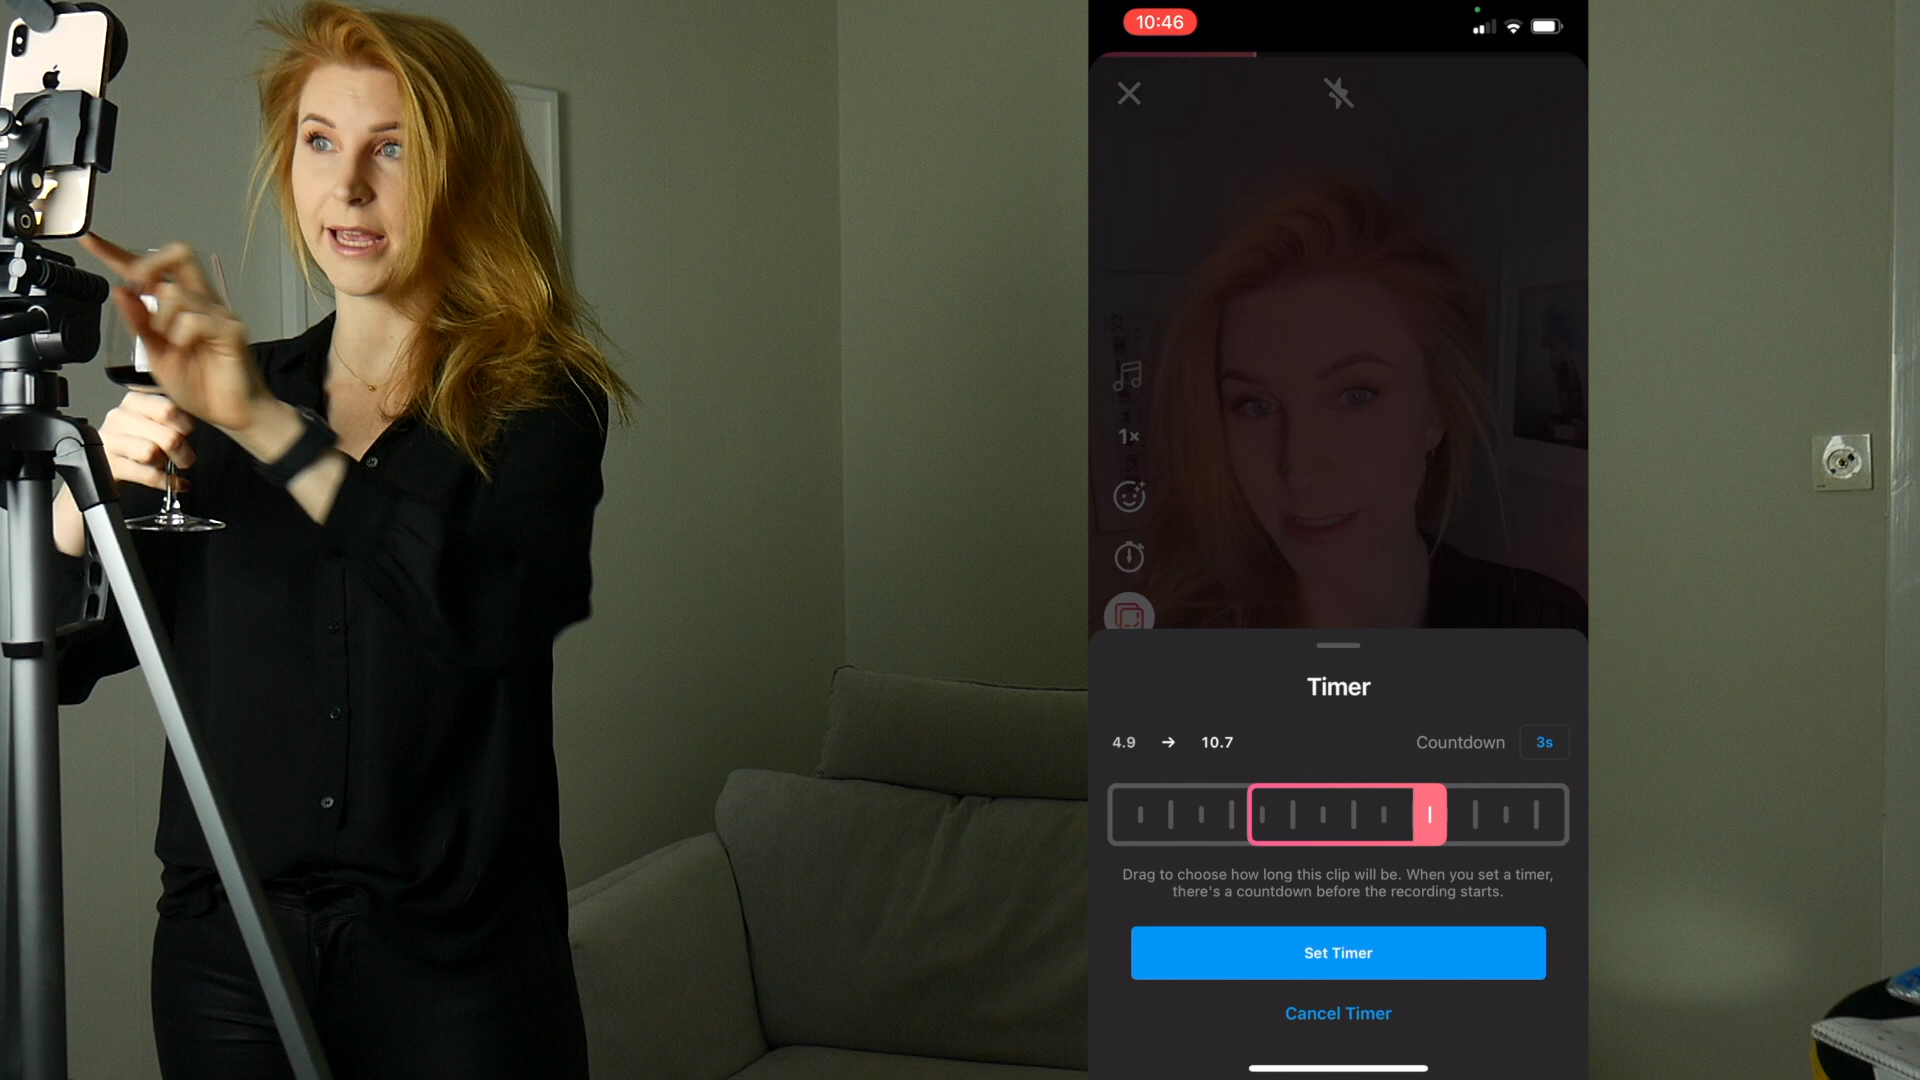 10:46
1×
Timer
4.9 → 10.7 Countdown 3s
Drag to choose how long this clip will be. When you set a timer,
there's a countdown before the recording starts.
Set Timer
Cancel Timer